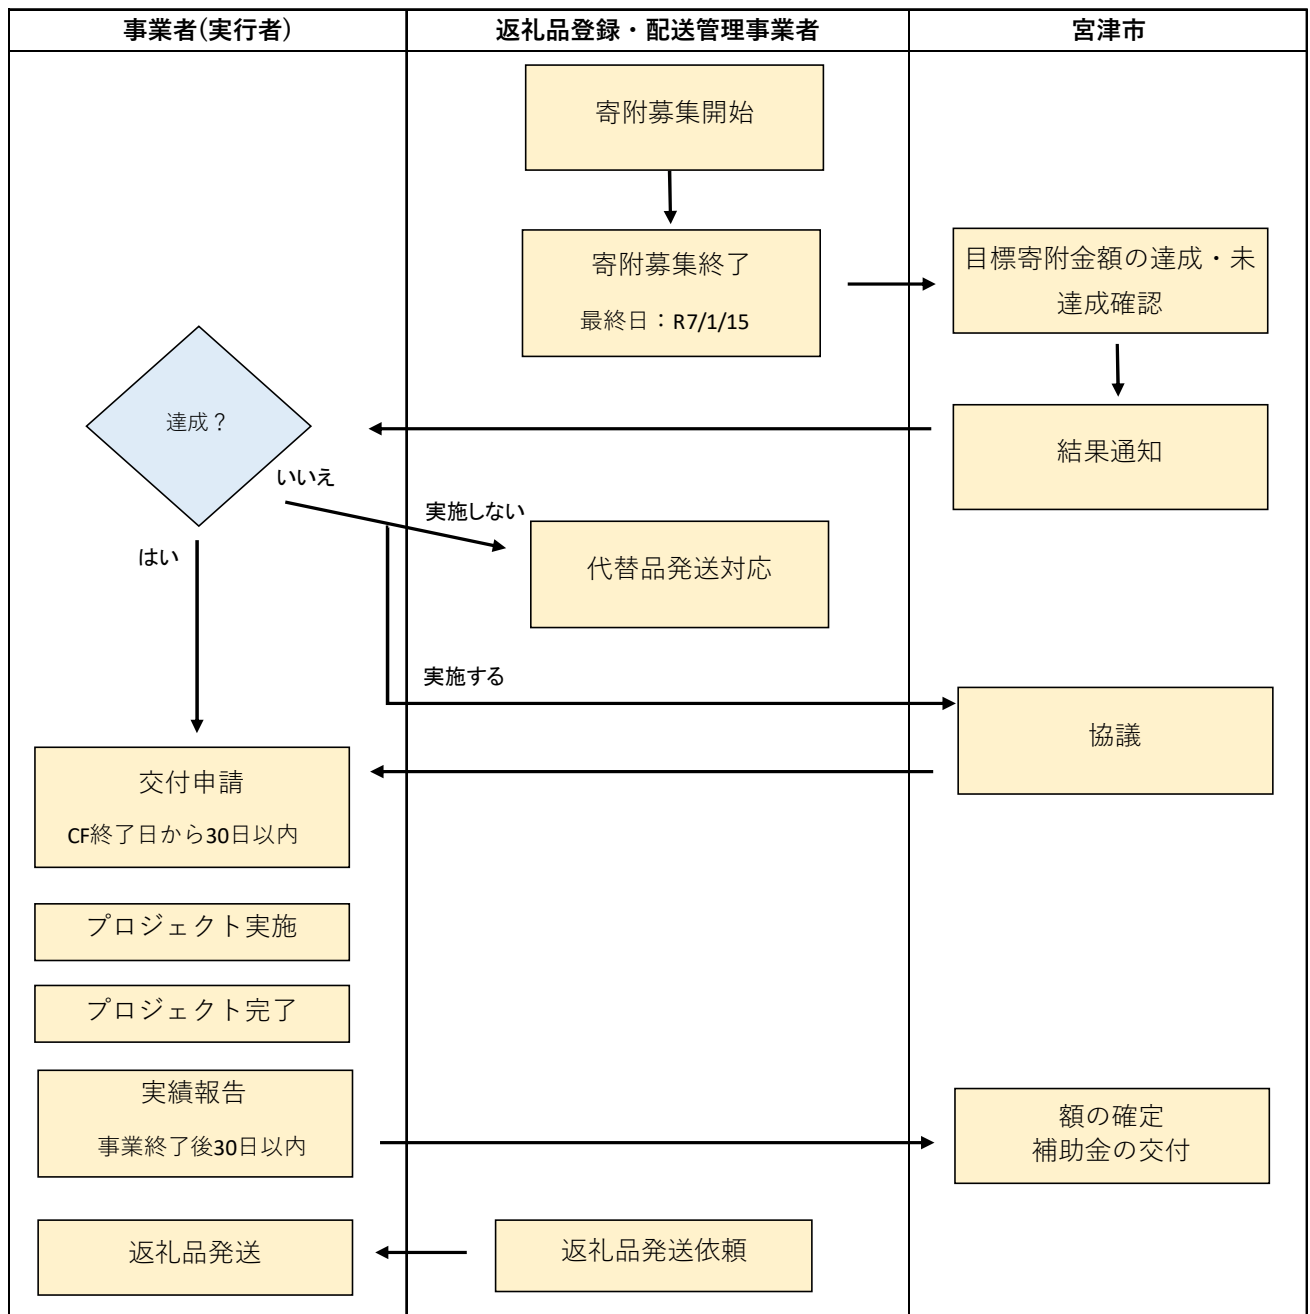 事業者(実行者)
返礼品登録・配送管理事業者
宮津市
寄附募集開始
寄附募集終了
最終日：R7/1/15
目標寄附金額の達成・未
達成確認
達成？
結果通知
いいえ
実施しない
はい
代替品発送対応
実施する
協議
交付申請
CF終了日から30日以内
プロジェクト実施
プロジェクト完了
実績報告
事業終了後30日以内
額の確定
補助金の交付
返礼品発送
返礼品発送依頼